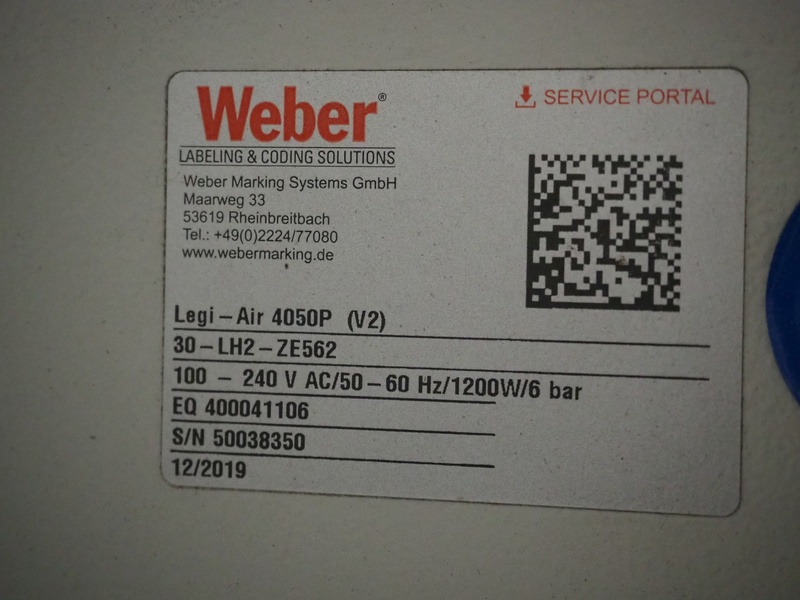 Weber®
LABELING & CODING SOLUTIONS
Weber Marking Systems GmbH
Maarweg 33
53619 Rheinbreitbach
Tel.: +49(0)2224/77080
www.webermarking.de
SERVICE PORTAL
Legi-Air 4050P (V2)
30-LH2-ZE562
100 - 240 V AC/50-60 Hz/1200W/6 bar
EQ 400041106
S/N 50038350
12/2019